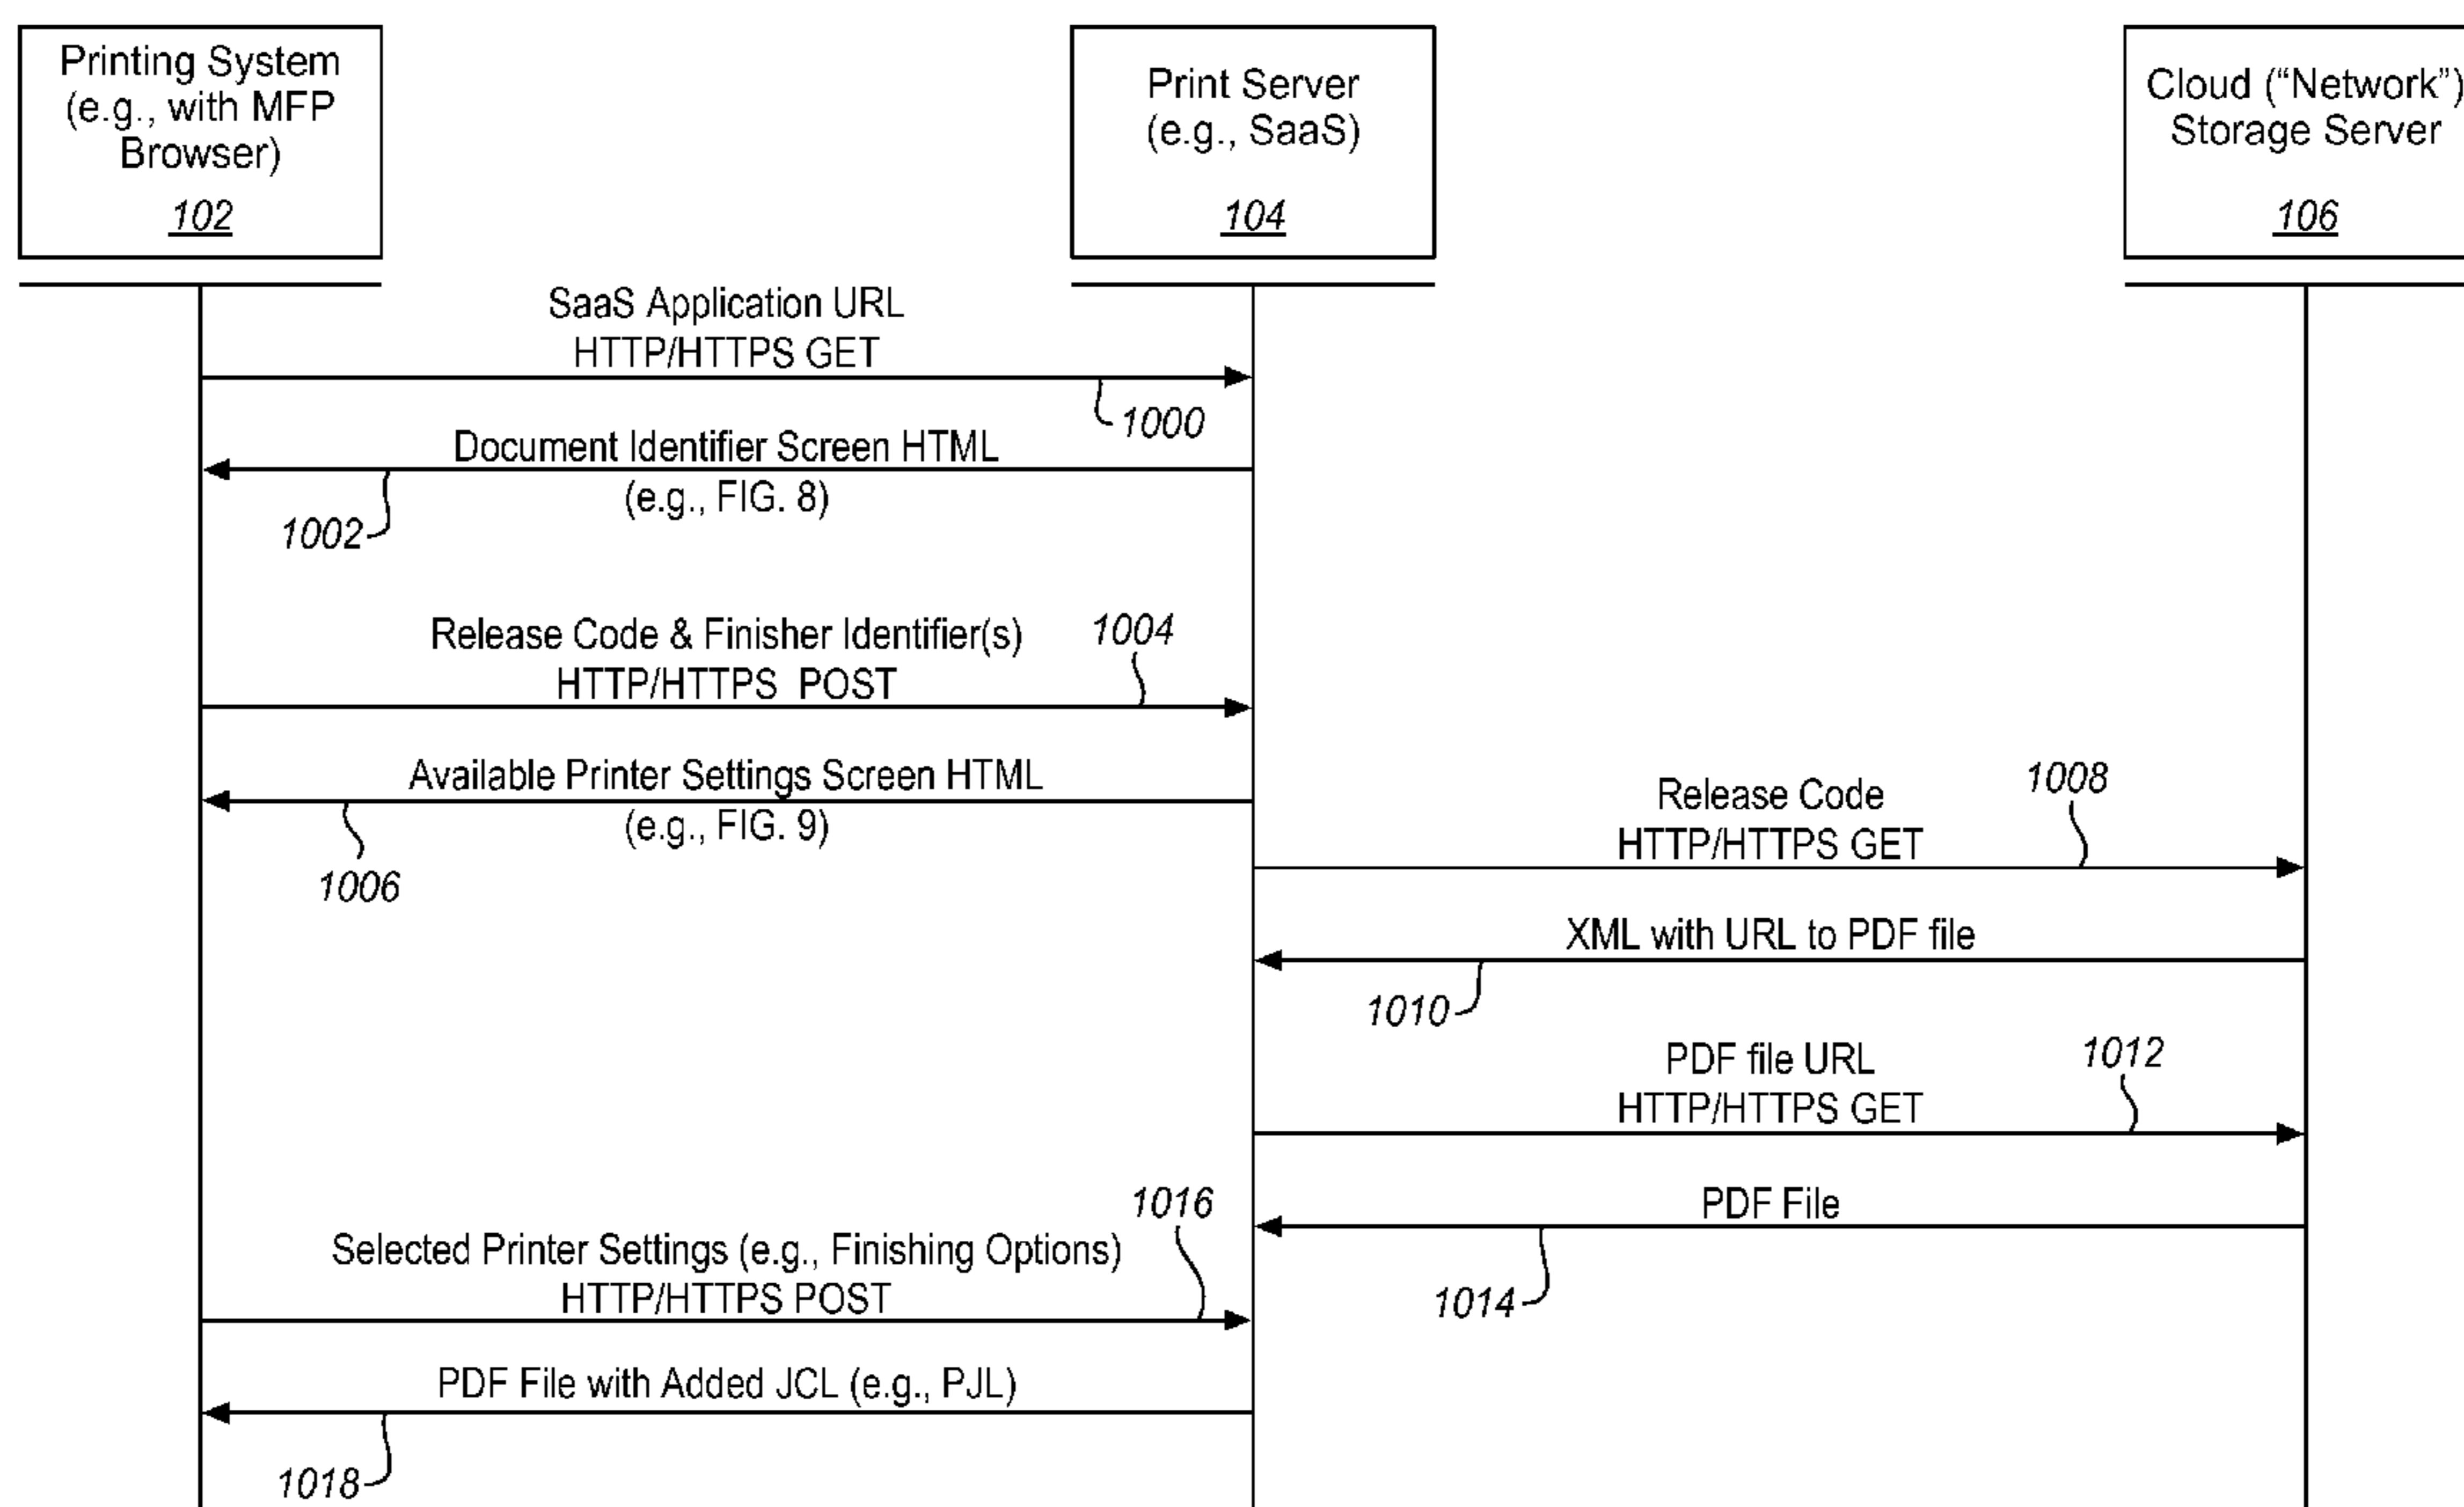 Printing System
(e.g., with MFP
Browser)
102
Print Server
(e.g., SaaS)
104
Cloud (“Network”)
Storage Server
106
SaaS Application URL
HTTP/HTTPS GET
1000
Document Identifier Screen HTML
(e.g., FIG. 8)
1002
Release Code & Finisher Identifier(s)
HTTP/HTTPS POST
1004
Available Printer Settings Screen HTML
(e.g., FIG. 9)
1006
Release Code
HTTP/HTTPS GET
1008
XML with URL to PDF file
1010
PDF file URL
HTTP/HTTPS GET
1012
PDF File
1014
Selected Printer Settings (e.g., Finishing Options)
HTTP/HTTPS POST
1016
PDF File with Added JCL (e.g., PJL)
1018